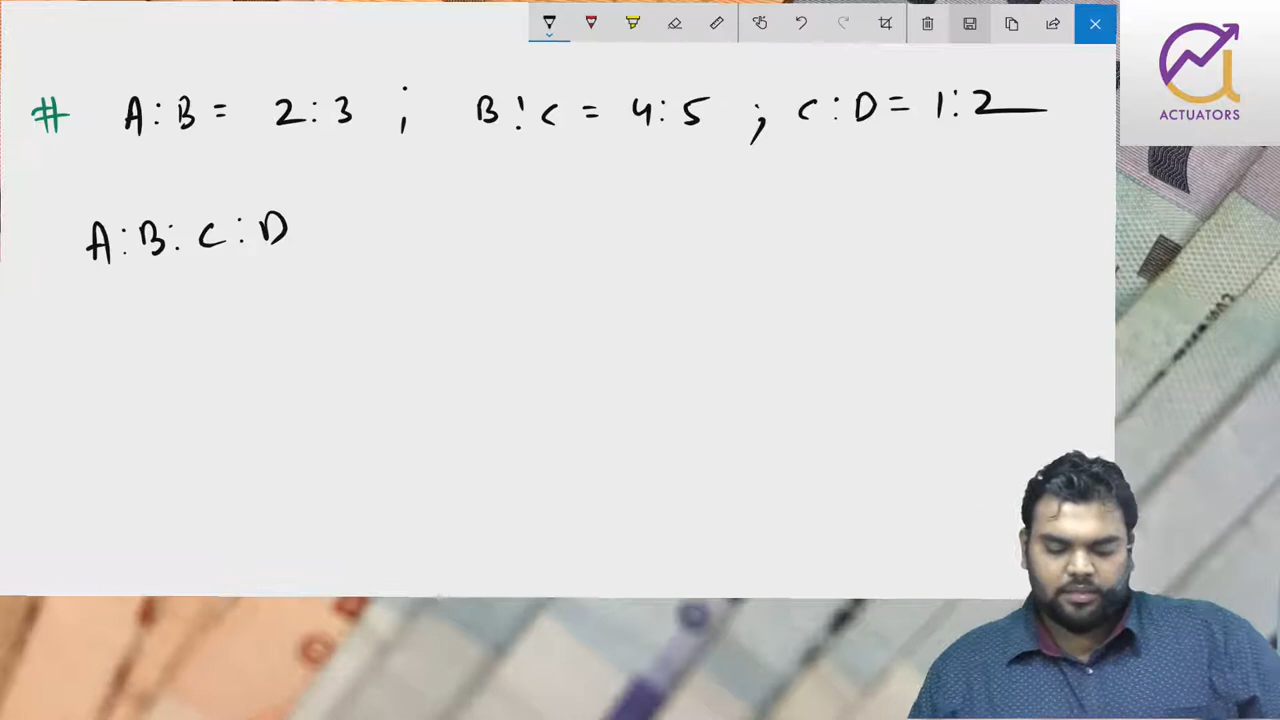 # A:B = 2:3 ; B:C = 4:5 ; C:D = 1:2
A:B:C:D
ACTUATORS